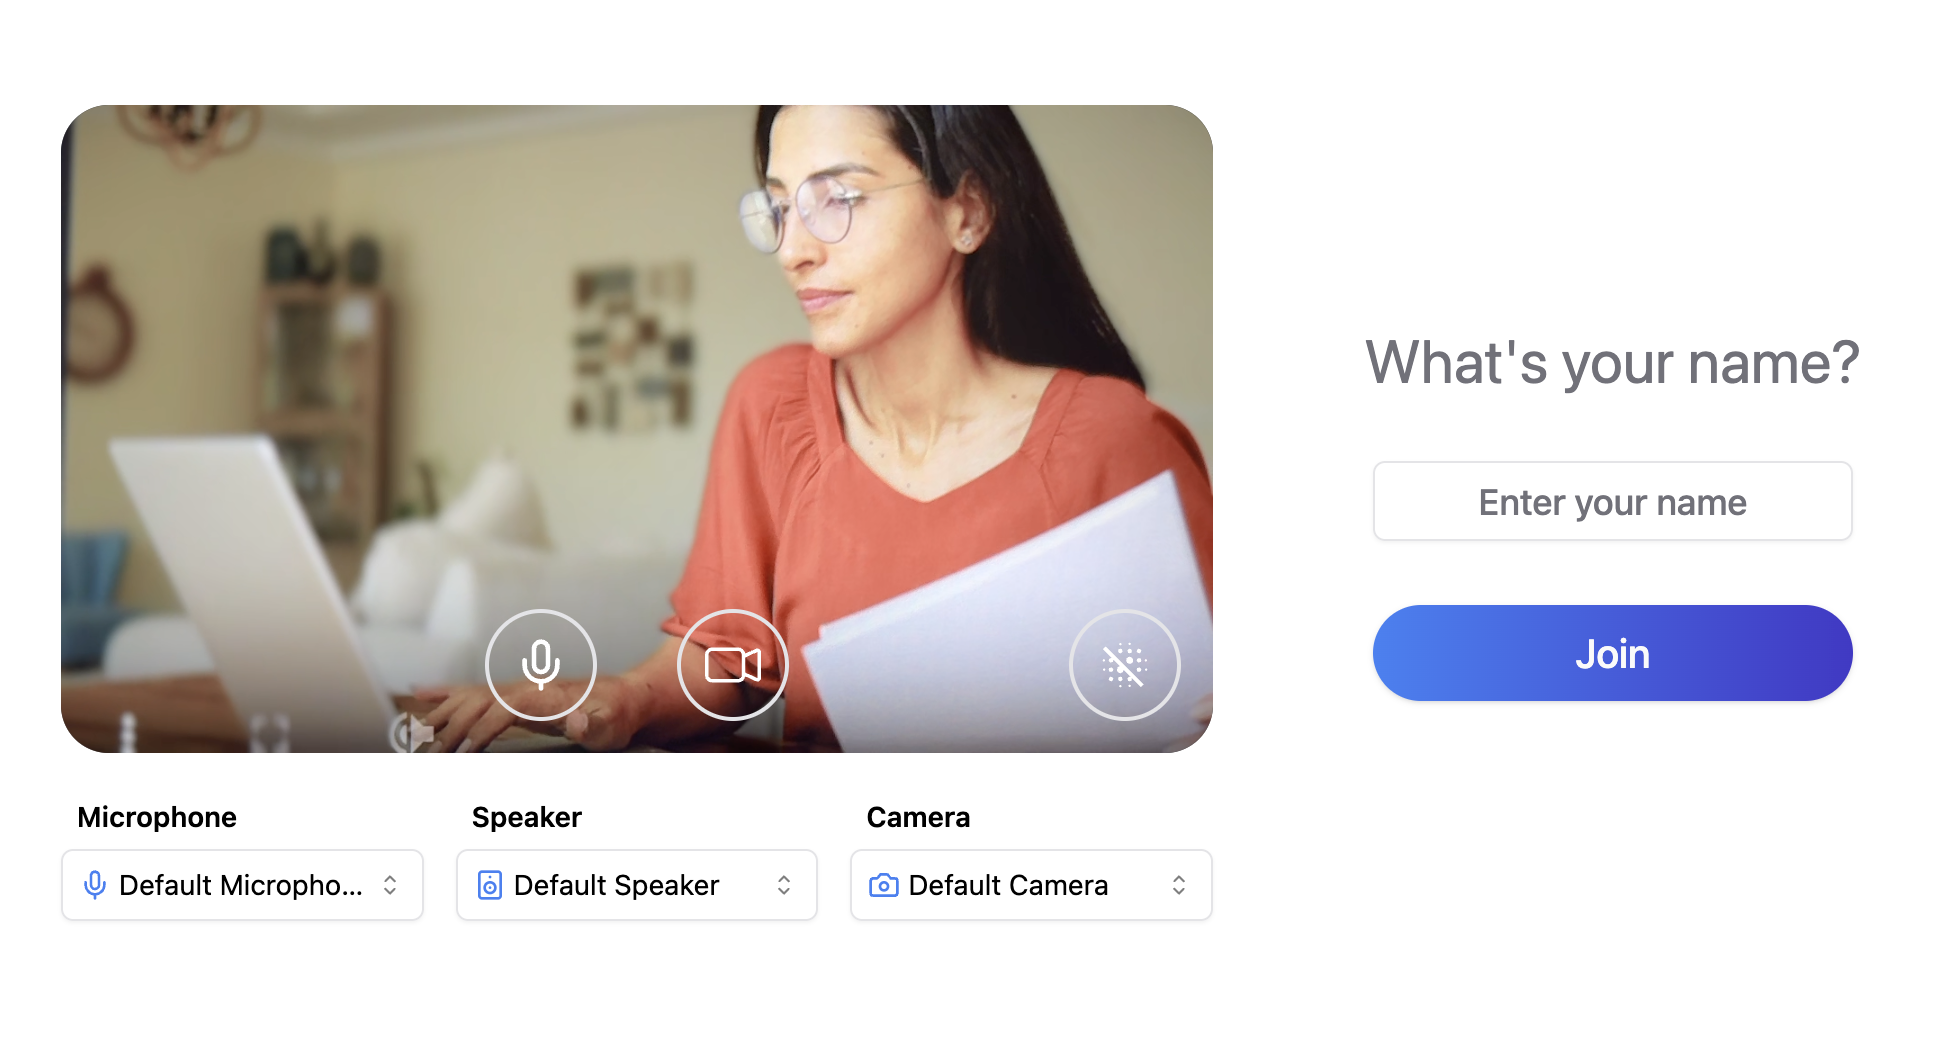 What's your name?
Enter your name
Join
Microphone
Speaker
Camera
Default Micropho...
Default Speaker
Default Camera